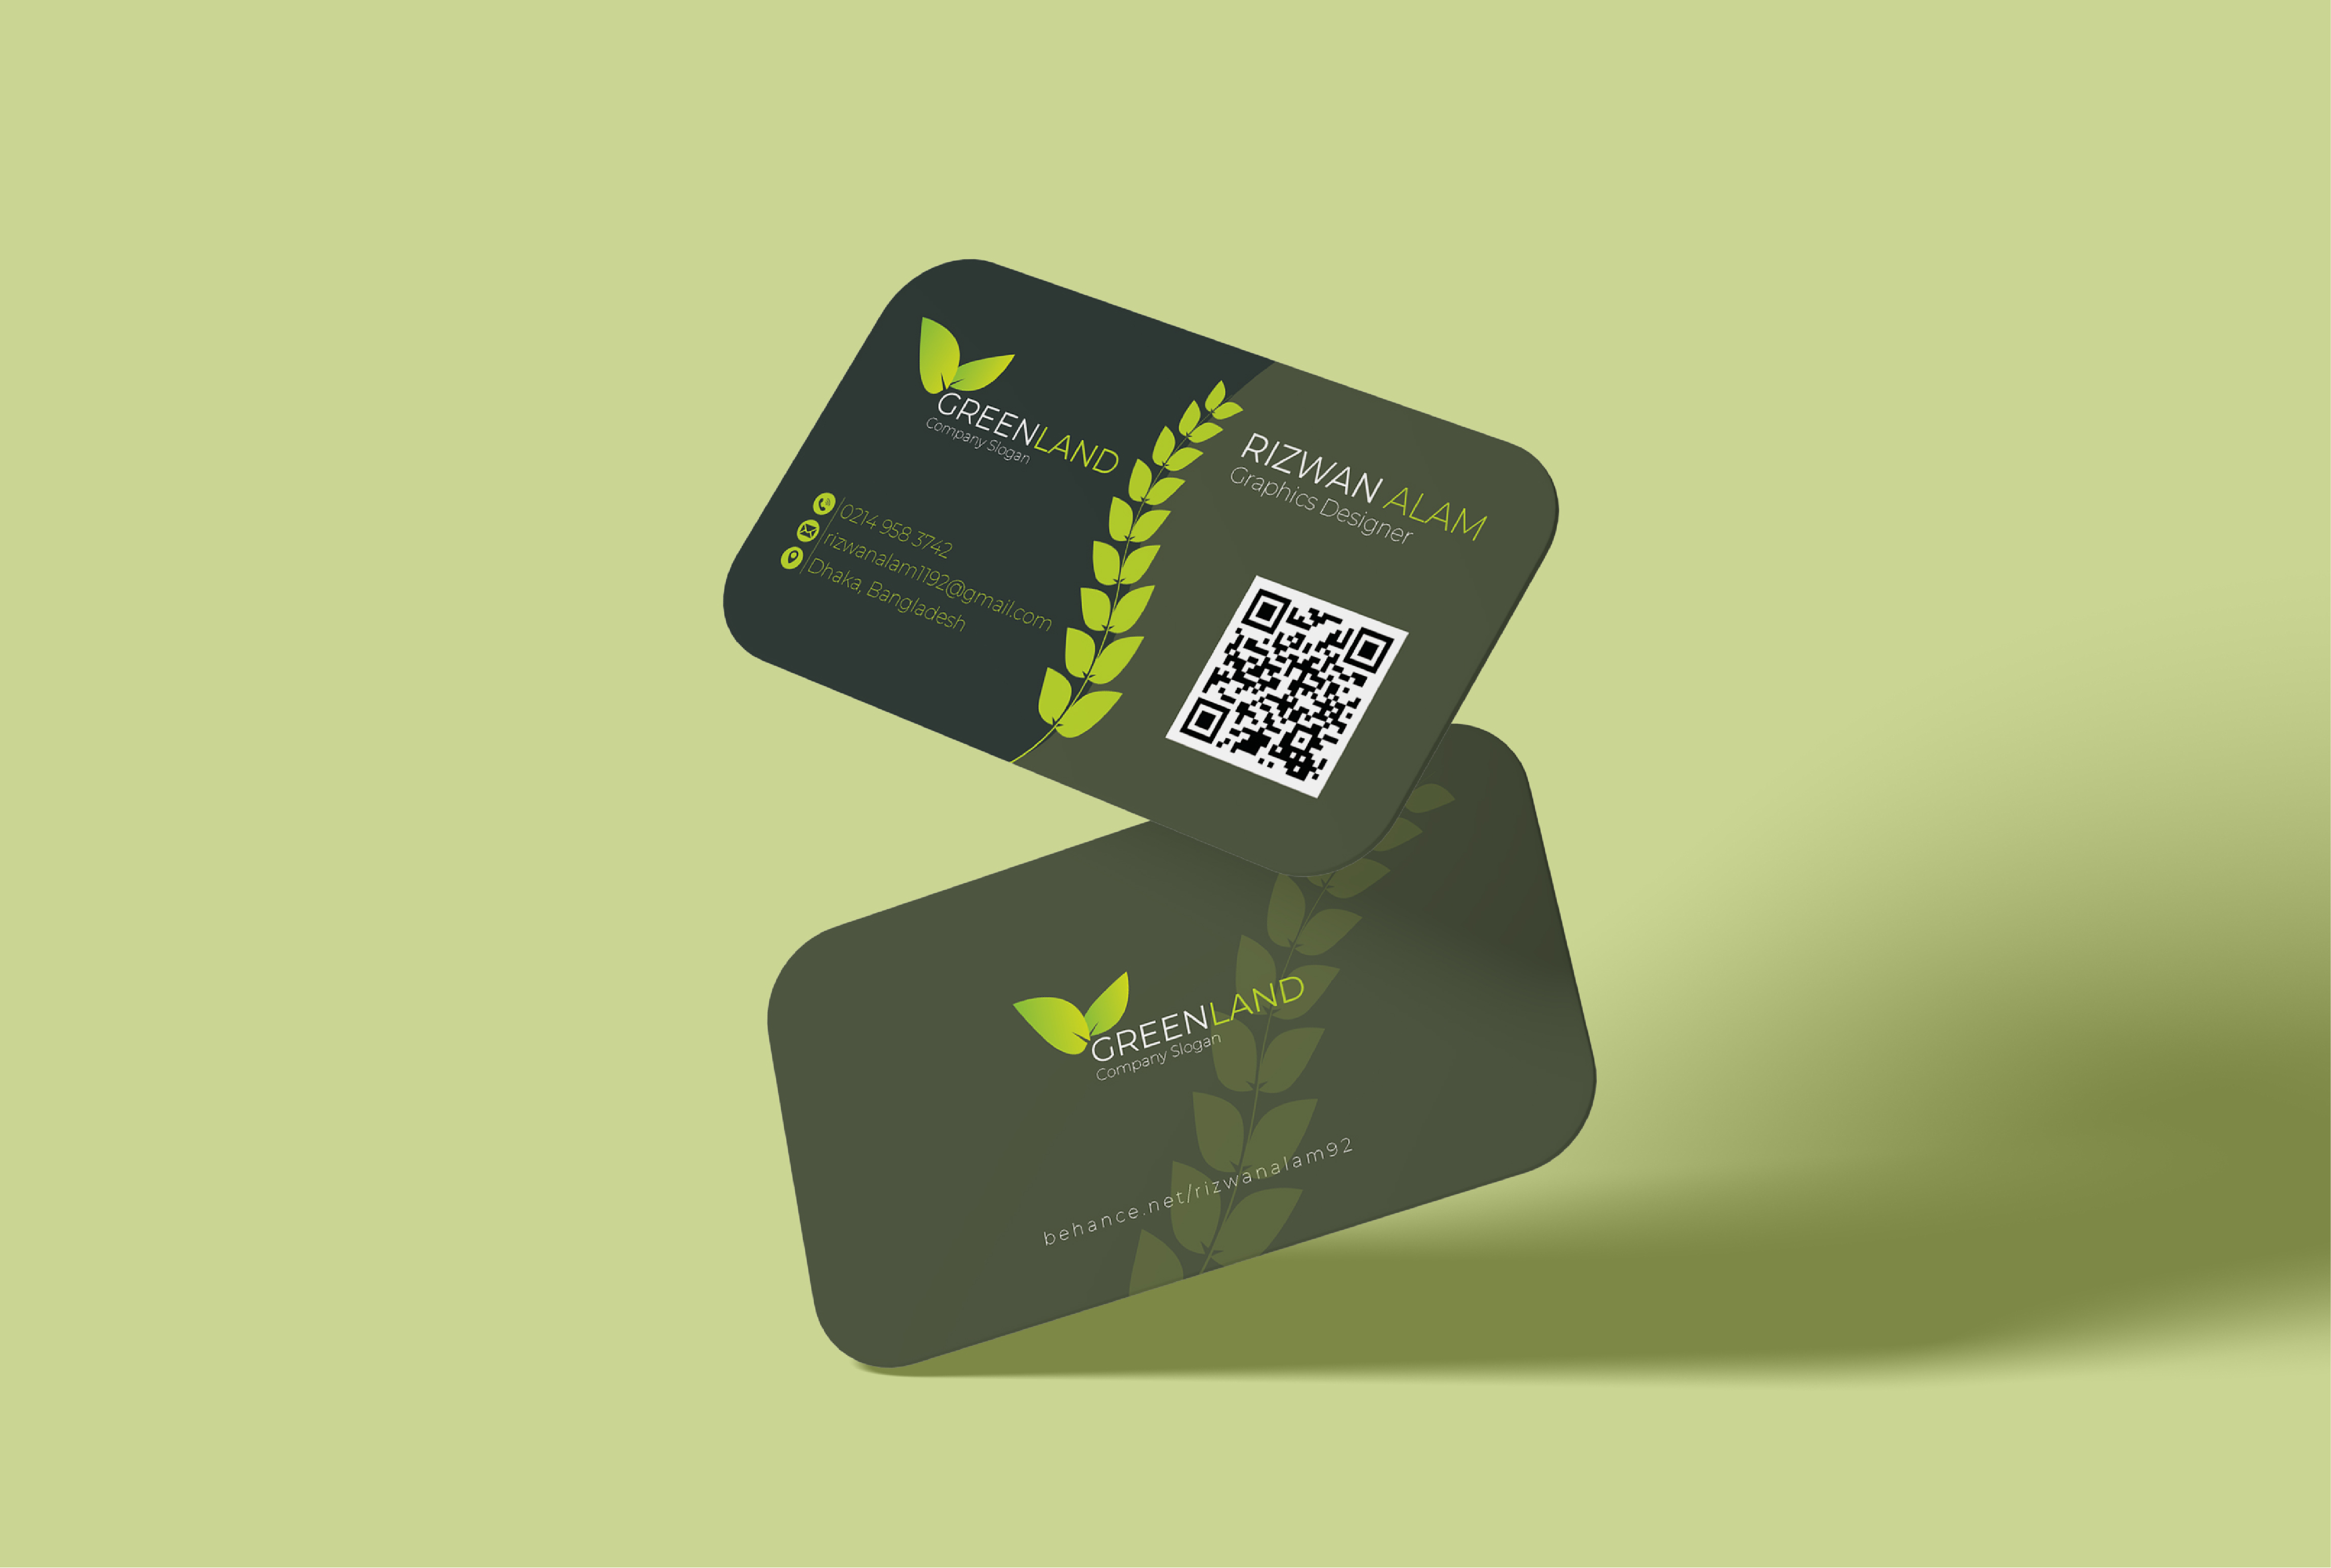 GREENLAND
Company Slogan
0214 958 3742
rizwanalam1192@gmail.com
Dhaka, Bangladesh
RIZWAN ALAM
Graphics Designer
GREENLAND
Company Slogan
behance.net/rizwanalam92